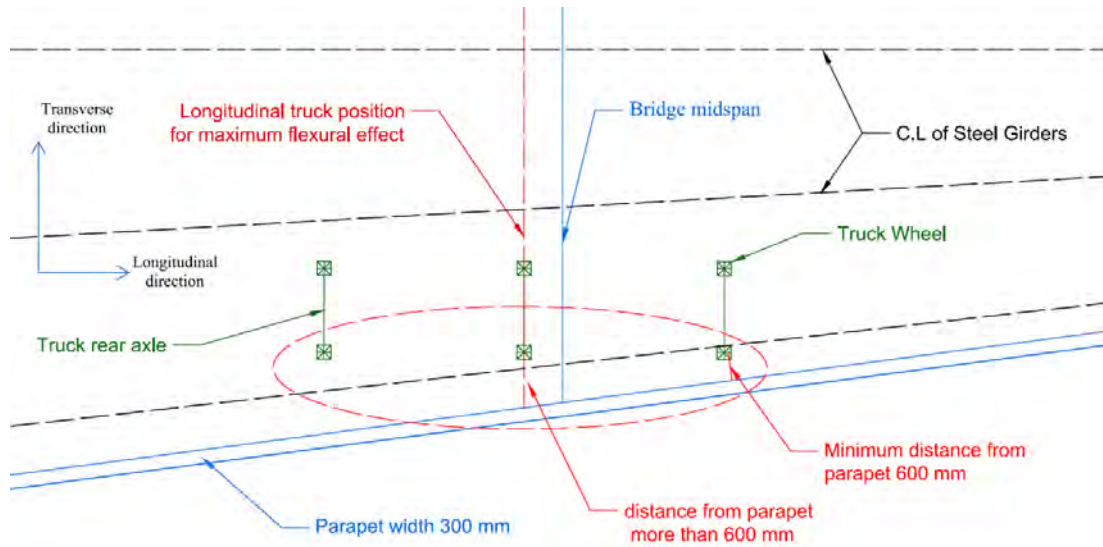 Transverse
direction
Longitudinal truck position
for maximum flexural effect
Bridge midspan
C.L of Steel Girders
Truck Wheel
Longitudinal
direction
Truck rear axle
Minimum distance from
parapet 600 mm
distance from parapet
more than 600 mm
Parapet width 300 mm